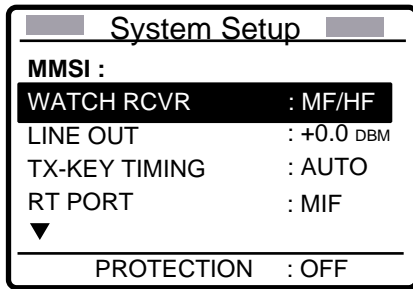 System Setup
MMSI :
WATCH RCVR : MF/HF
LINE OUT : +0.0 DBM
TX-KEY TIMING : AUTO
RT PORT : MIF
▼
PROTECTION : OFF